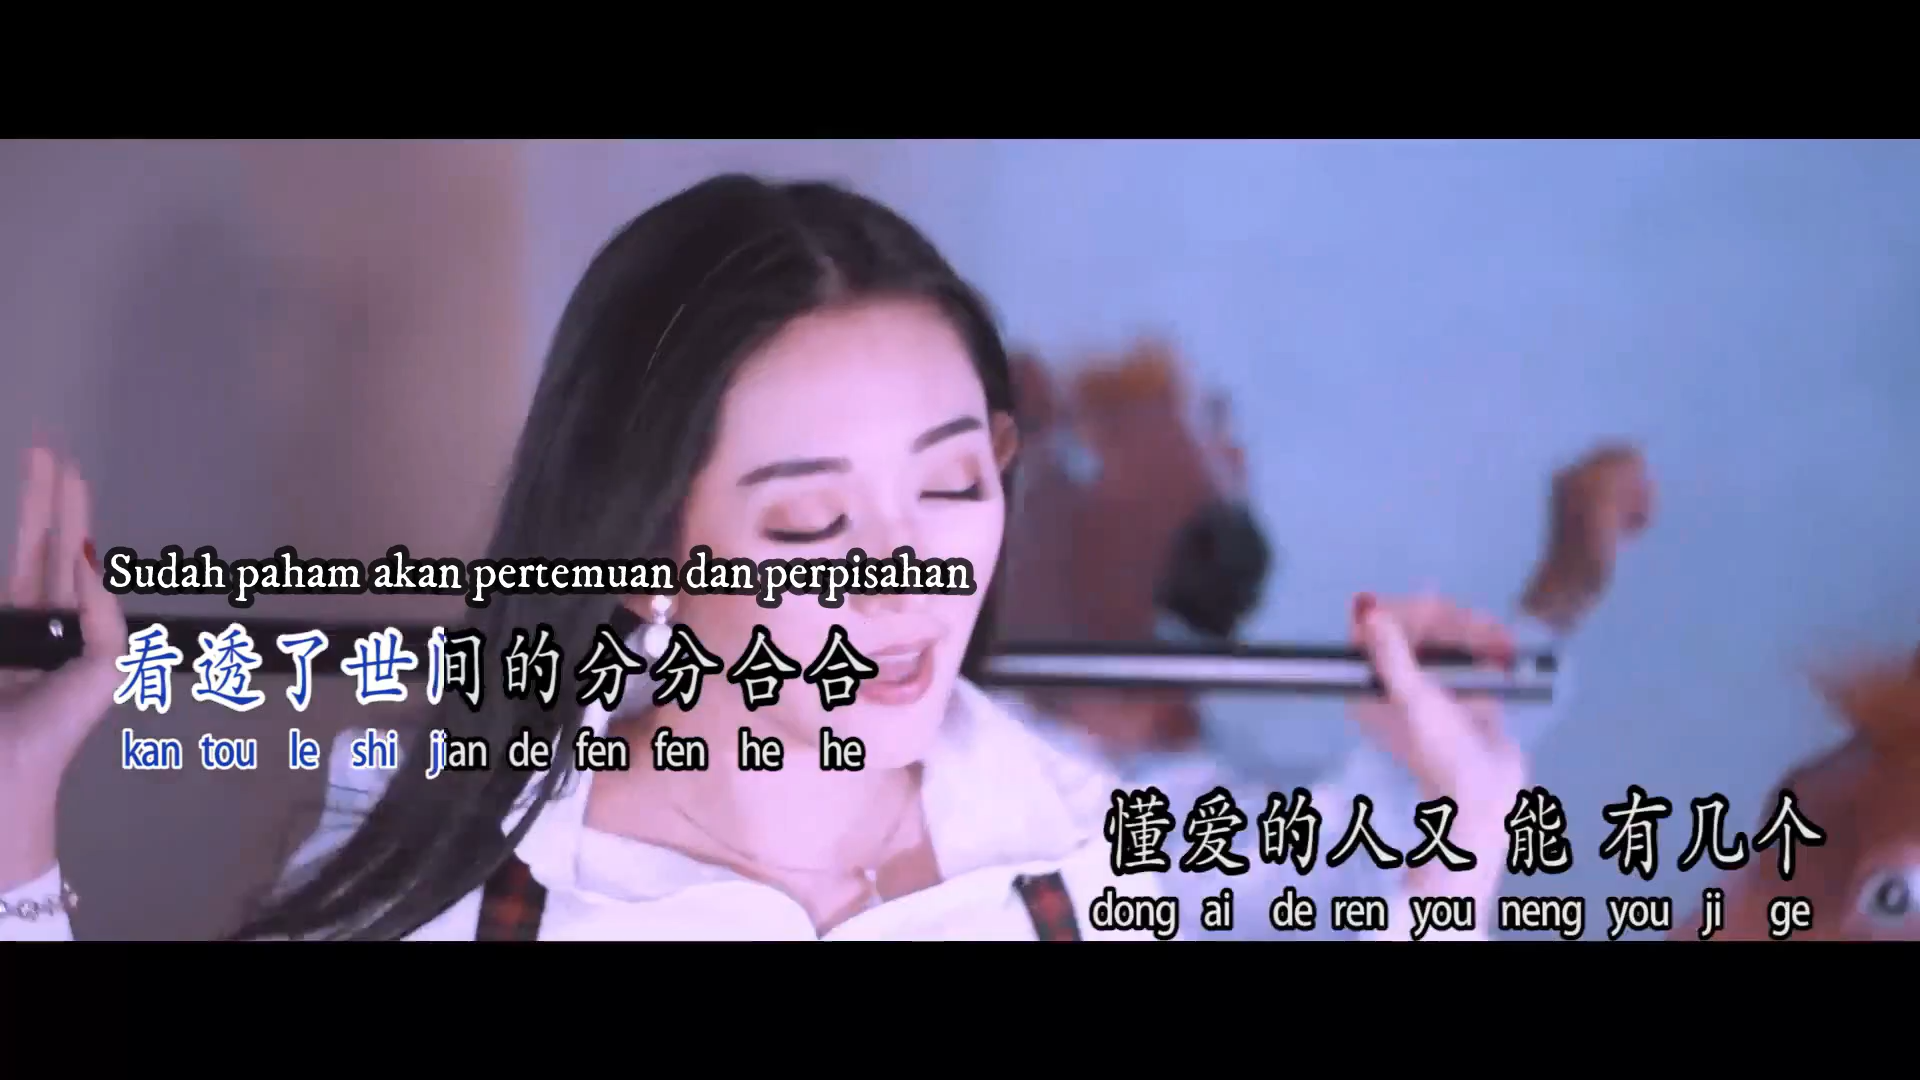 Sudah paham akan pertemuan dan perpisahan
看透了世间的分分合合
kan tou le shi jian de fen fen he he
懂爱的人又 能 有几个
dong ai de ren you neng you ji ge